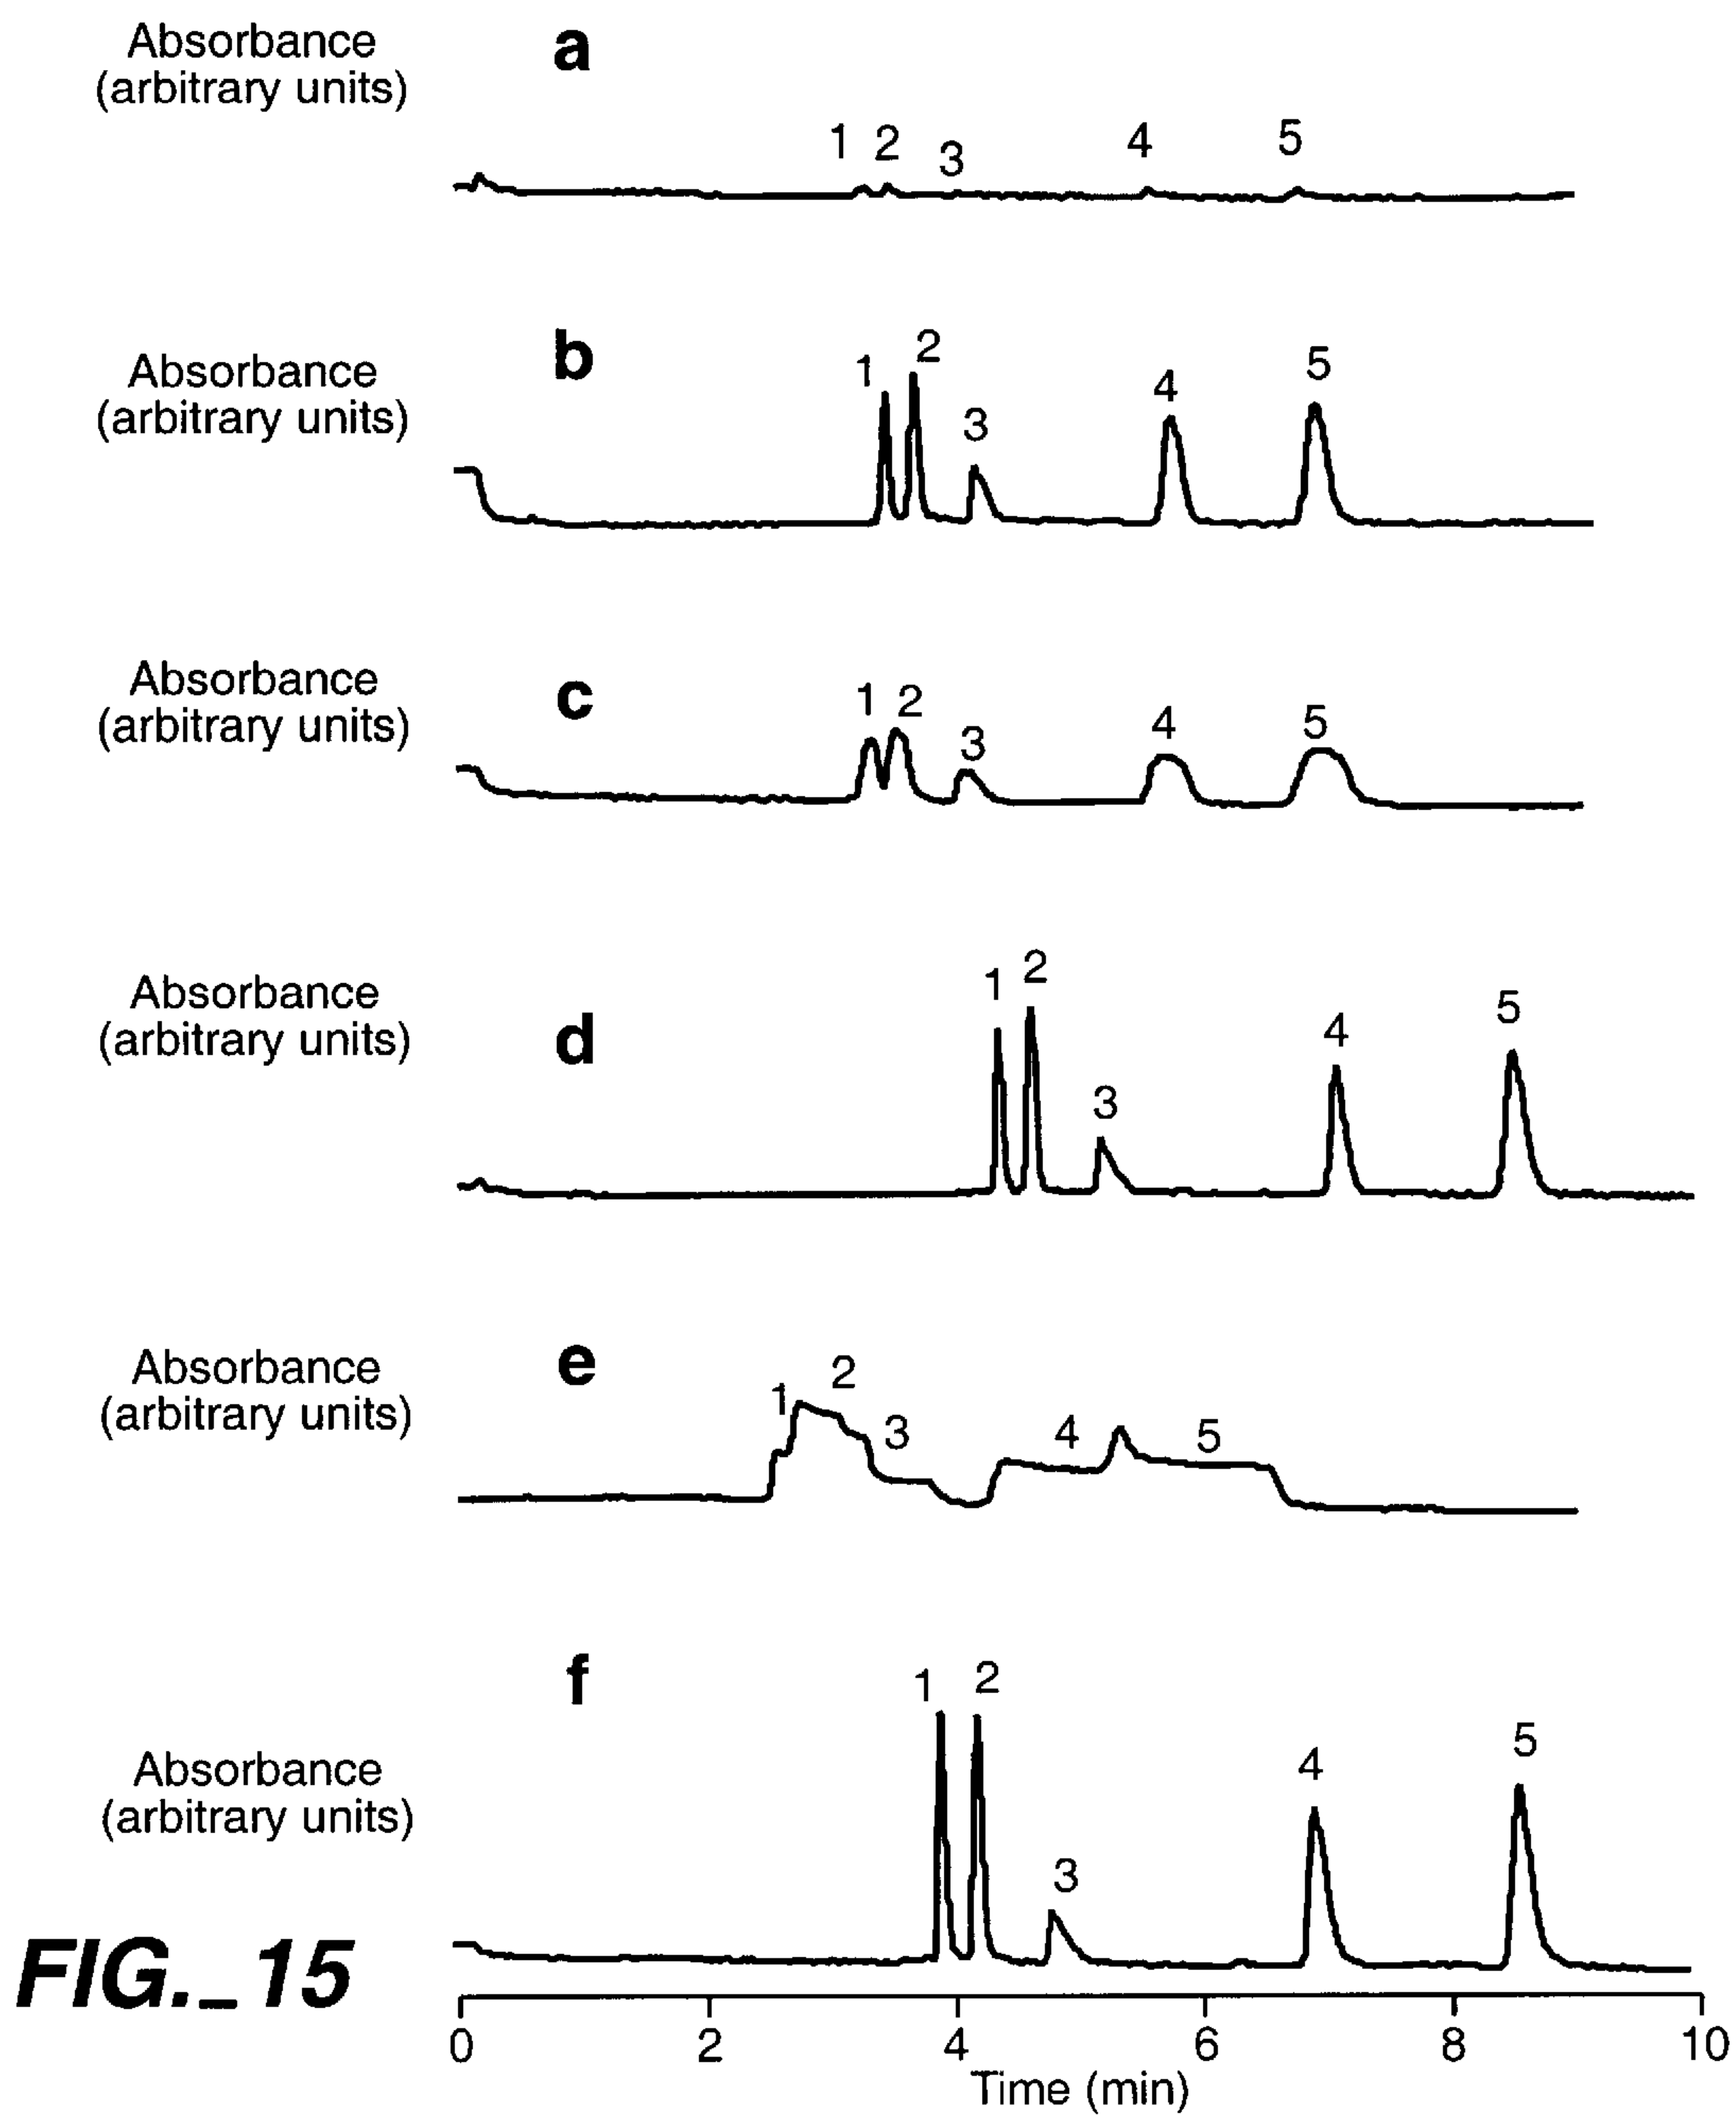 Absorbance
(arbitrary units)
a
1 2 3 4 5
Absorbance
(arbitrary units)
b
1 2 3 4 5
Absorbance
(arbitrary units)
c
1 2 3 4 5
Absorbance
(arbitrary units)
d
1 2 3 4 5
Absorbance
(arbitrary units)
e
1 2 3 4 5
Absorbance
(arbitrary units)
f
1 2 3 4 5
0 2 4 6 8 10
Time (min)
FIG._15